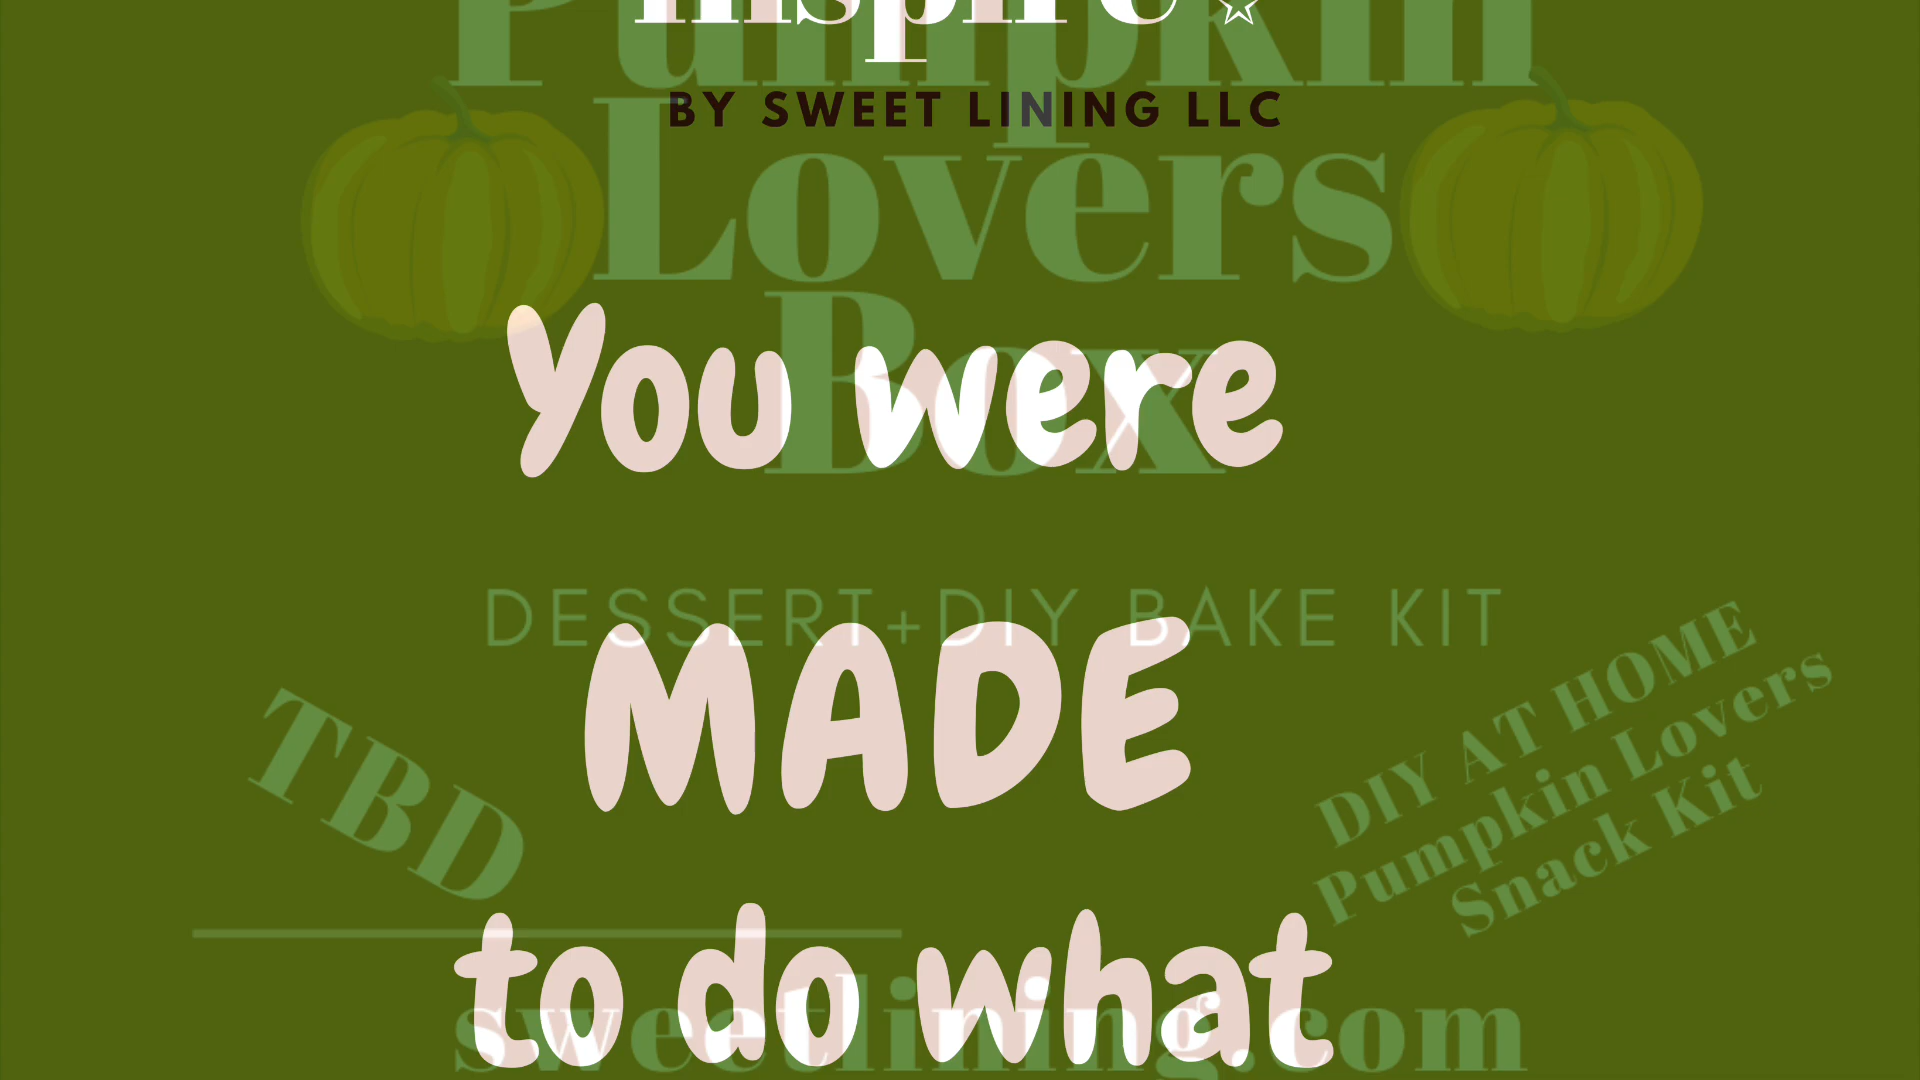 Pumpkin
inspire
BY SWEET LINING LLC
Lovers
Box
You were
DESSERT+DIY BAKE KIT
MADE
TBD
DIY AT HOME
Pumpkin Lovers
Snack Kit
to do what
sweetlining.com